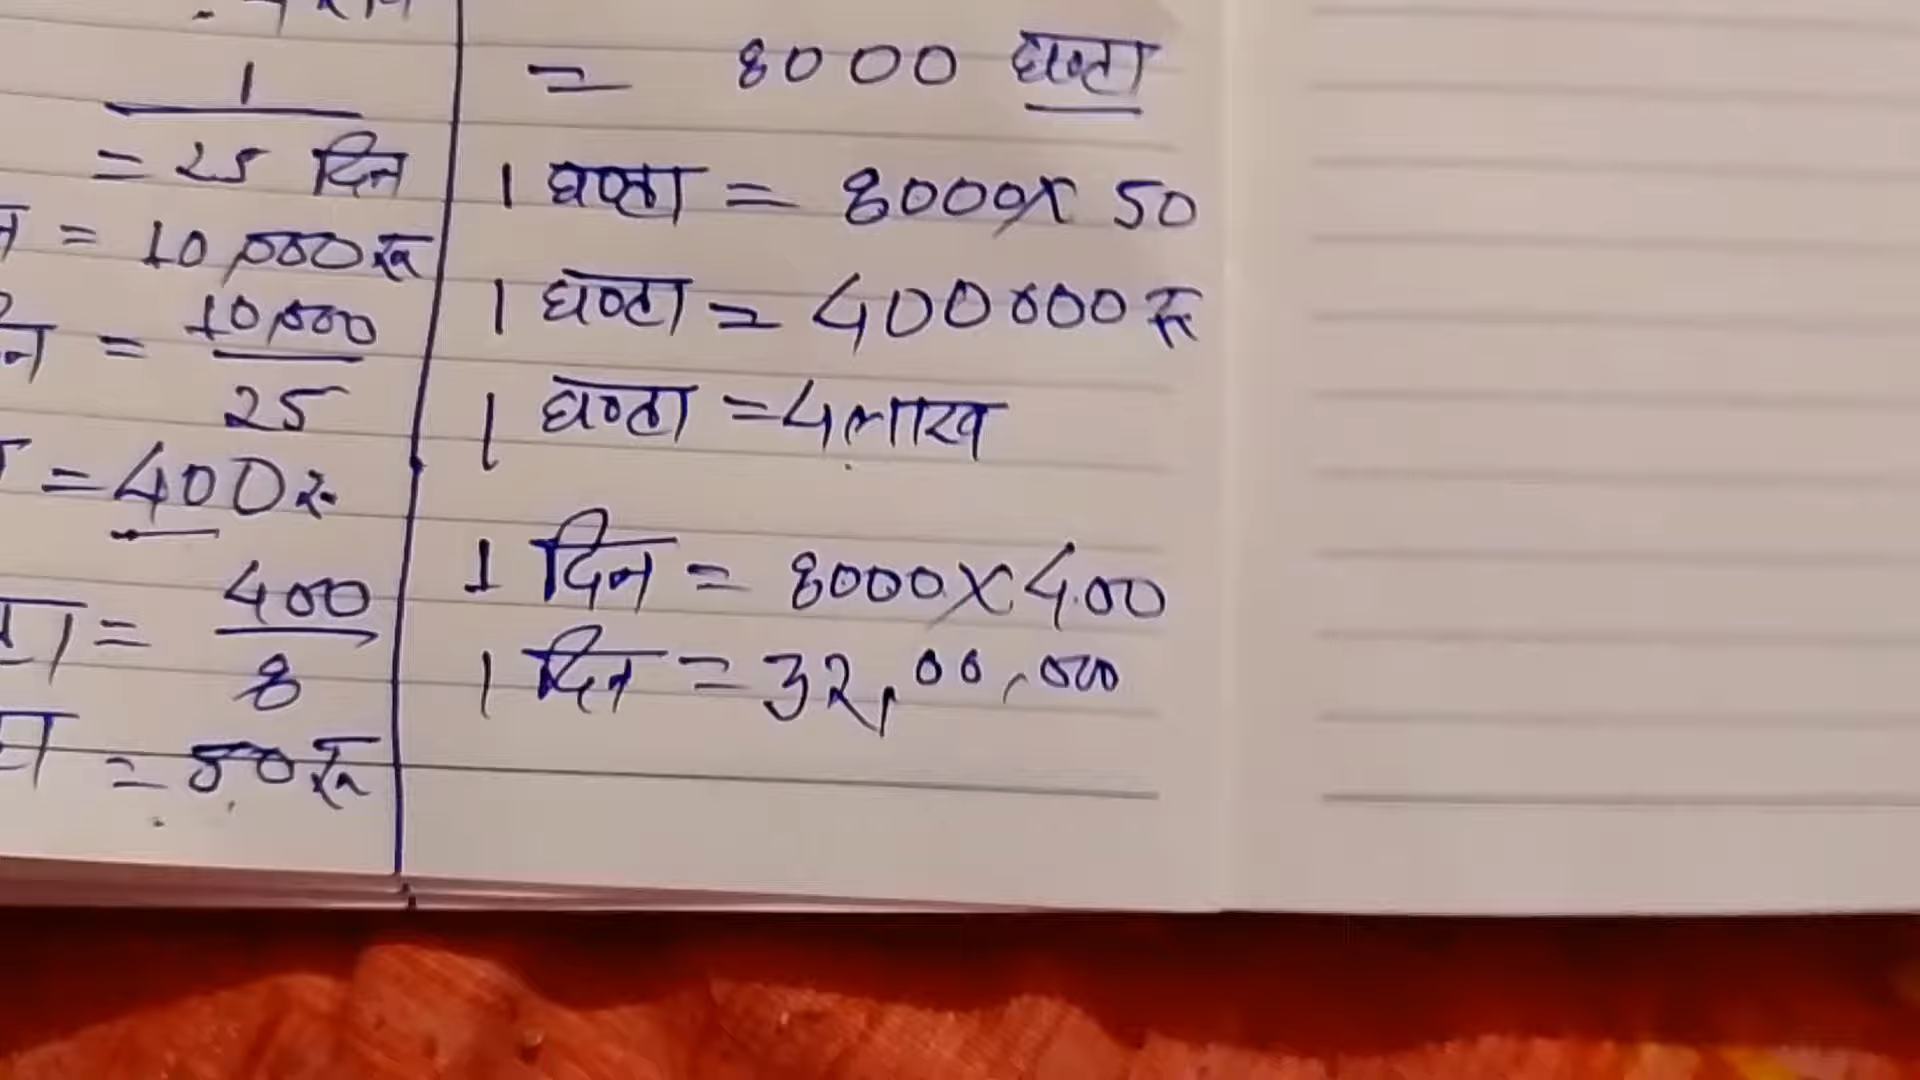 1
= 25 दिन
= 10,000 रू
= 10,000
25
= 400 रू
= 400
8
= 50 रू
= 8000 घण्टा
1 घण्टा = 8000 x 50
1 घण्टा = 400000 रू
1 घण्टा = 4 लाख
1 दिन = 8000 X 400
1 दिन = 32,00,000